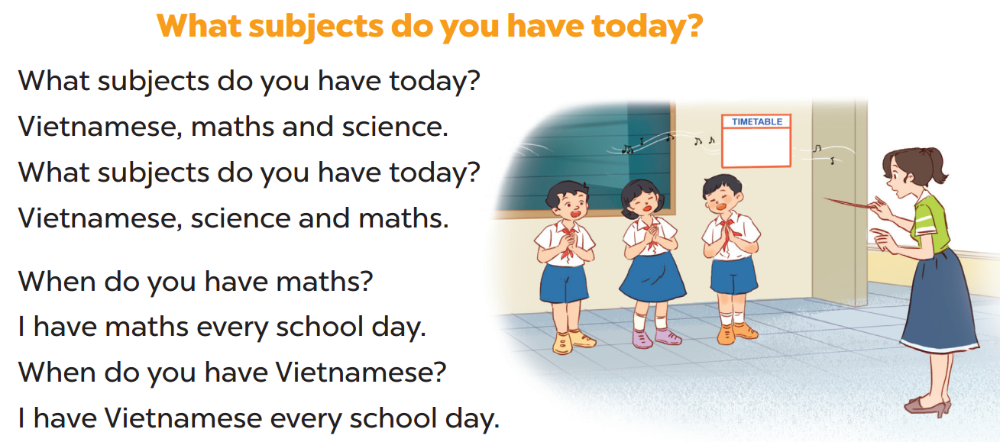 What subjects do you have today?
What subjects do you have today?
Vietnamese, maths and science.
What subjects do you have today?
Vietnamese, science and maths.
When do you have maths?
I have maths every school day.
When do you have Vietnamese?
I have Vietnamese every school day.
TIMETABLE